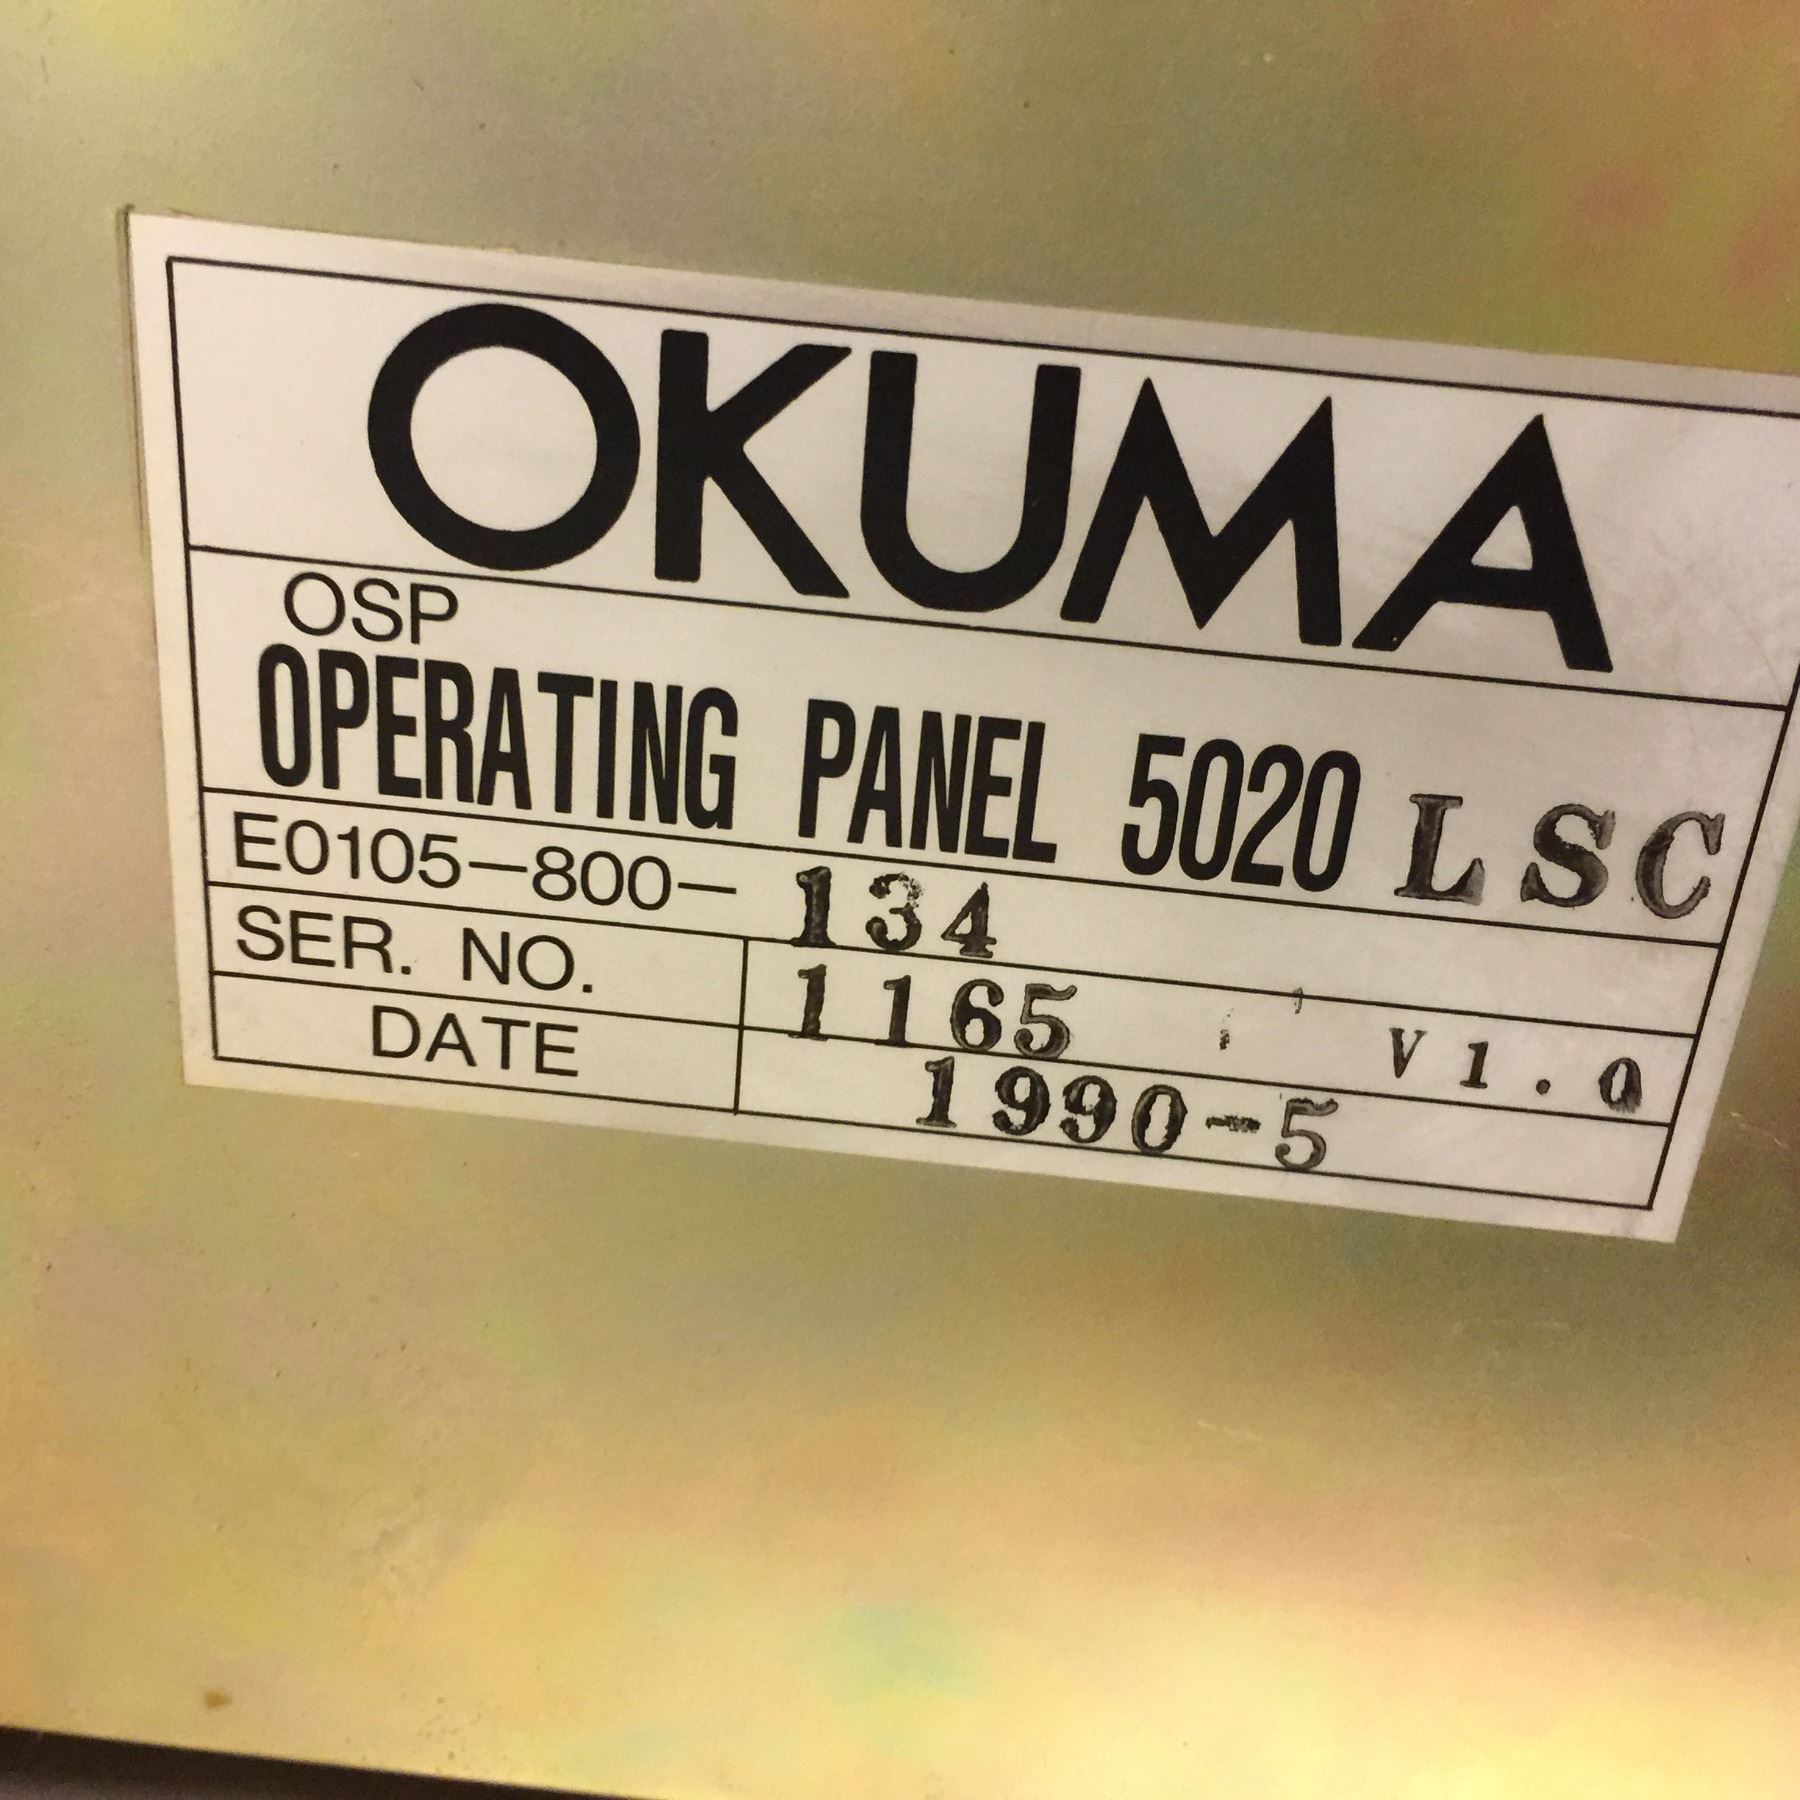 OKUMA
OSP
OPERATING PANEL 5020 LSC
E0105-800- 134
SER. NO. 1165 V1.0
DATE 1990-5